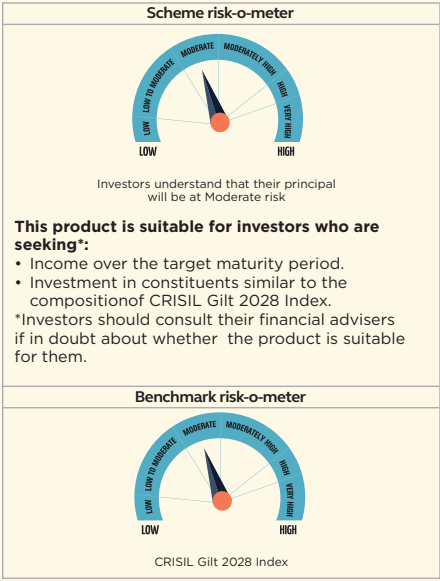 Scheme risk-o-meter
LOW
LOW TO MODERATE
MODERATE
MODERATELY HIGH
HIGH
VERY HIGH
LOW
HIGH
Investors understand that their principal
will be at Moderate risk
This product is suitable for investors who are
seeking*:
• Income over the target maturity period.
• Investment in constituents similar to the
compositionof CRISIL Gilt 2028 Index.
*Investors should consult their financial advisers
if in doubt about whether the product is suitable
for them.
Benchmark risk-o-meter
LOW
LOW TO MODERATE
MODERATE
MODERATELY HIGH
HIGH
VERY HIGH
LOW
HIGH
CRISIL Gilt 2028 Index